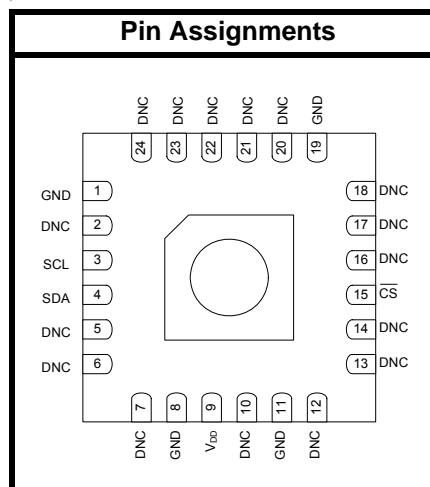 Pin Assignments
DNC DNC DNC DNC DNC GND
24 23 22 21 20 19
GND 1 18 DNC
DNC 2 17 DNC
SCL 3 16 DNC
SDA 4 15 C̅S̅
DNC 5 14 DNC
DNC 6 13 DNC
7 8 9 10 11 12
DNC GND VDD DNC GND DNC